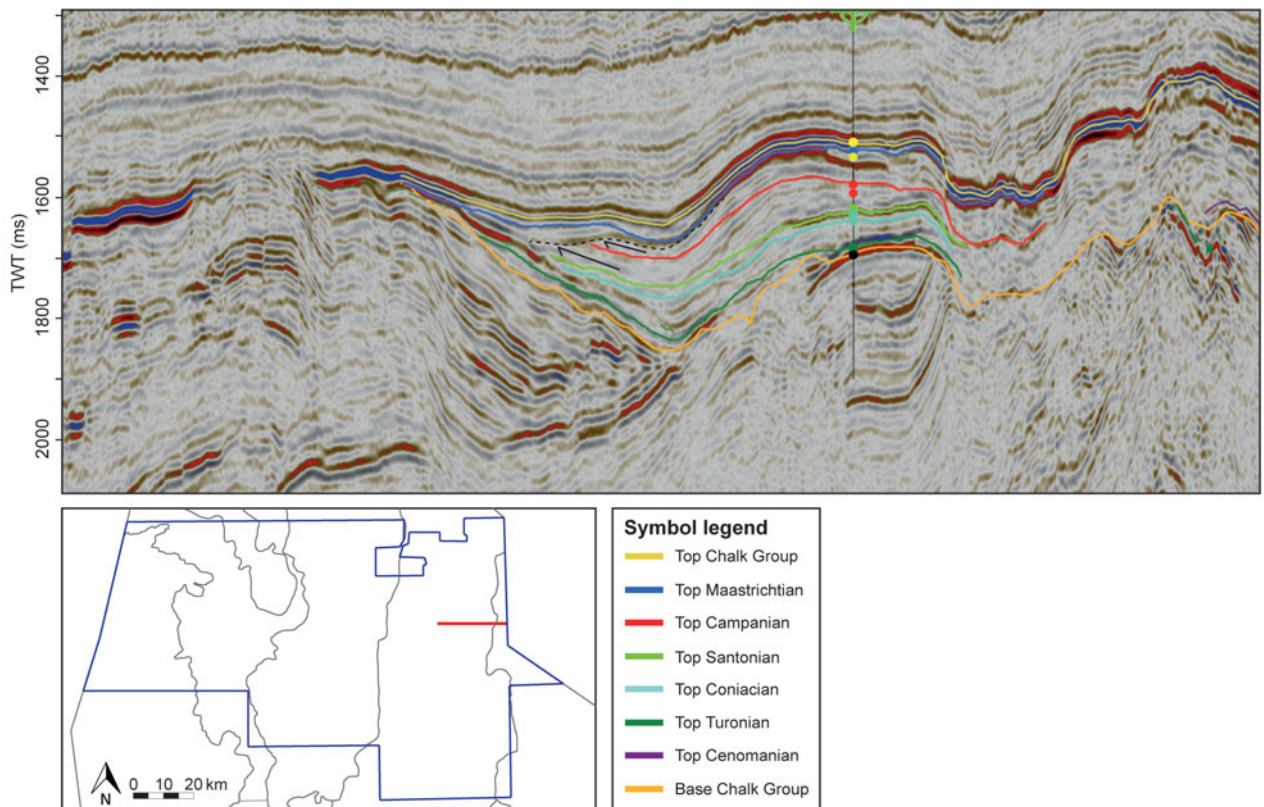 1400
1600
TWT (ms)
1800
2000
N
0 10 20 km
Symbol legend
Top Chalk Group
Top Maastrichtian
Top Campanian
Top Santonian
Top Coniacian
Top Turonian
Top Cenomanian
Base Chalk Group